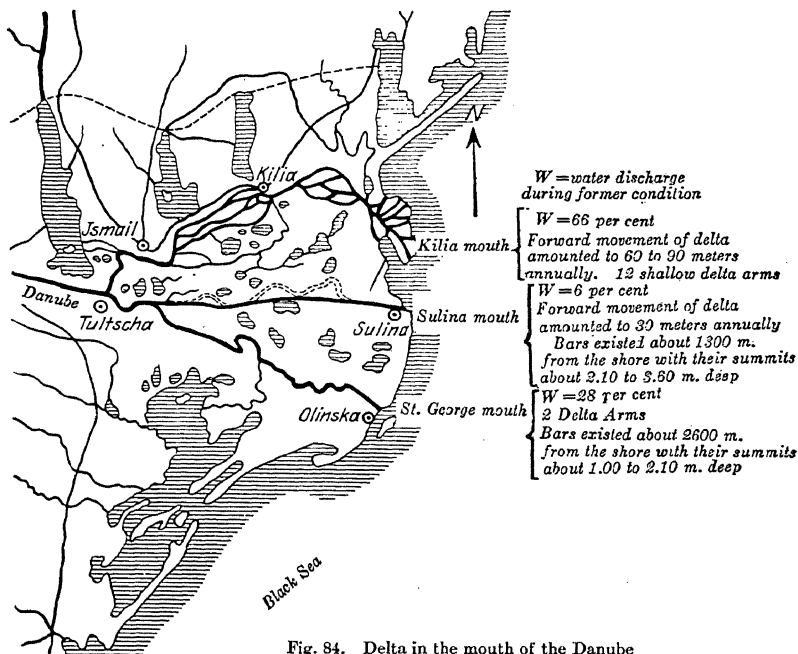 N
W = water discharge
during former condition
Kilia
Jsmail
Kilia mouth
W = 66 per cent
Forward movement of delta
amounted to 60 to 90 meters
annually. 12 shallow delta arms
Danube
Tultscha
Sulina
Sulina mouth
W = 6 per cent
Forward movement of delta
amounted to 30 meters annually
Bars existed about 1300 m.
from the shore with their summits
about 2.10 to 3.60 m. deep
Olinska
St. George mouth
W = 28 per cent
2 Delta Arms
Bars existed about 2600 m.
from the shore with their summits
about 1.00 to 2.10 m. deep
Black Sea
Fig. 84. Delta in the mouth of the Danube